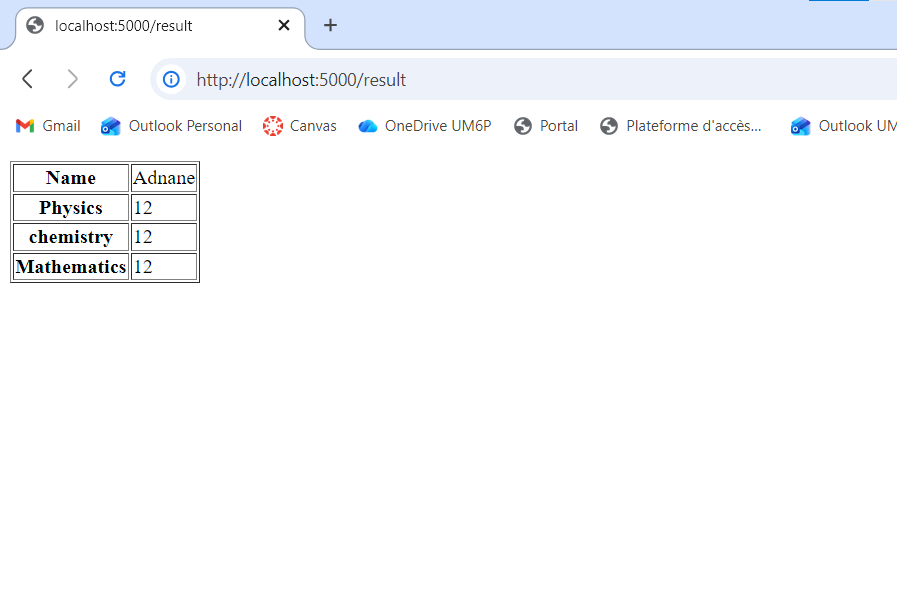 localhost:5000/result
http://localhost:5000/result
Gmail Outlook Personal Canvas OneDrive UM6P Portal Plateforme d'accès... Outlook UM
Name Adnane
Physics 12
chemistry 12
Mathematics 12